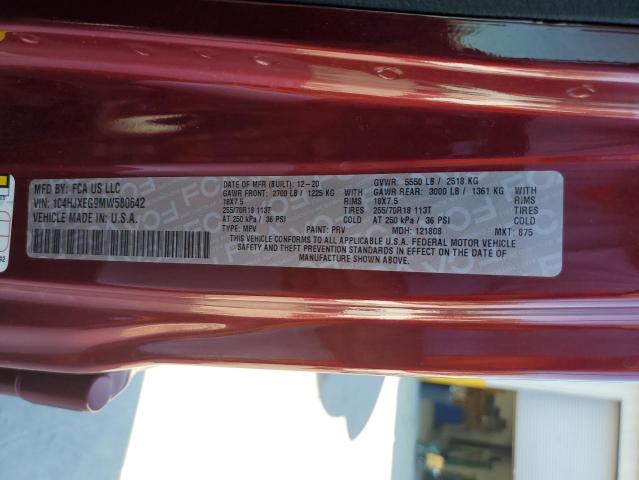 MFD BY: FCA US LLC
VIN: 1C4HJXEG9MW580642
VEHICLE MADE IN U.S.A.
DATE OF MFR (BUILT): 12-20 GVWR: 5550 LB / 2518 KG
GAWR FRONT: 2700 LB / 1225 KG GAWR REAR: 3000 LB / 1361 KG
18X7.5 RIMS 18X7.5 RIMS
255/70R18 113T TIRES 255/70R18 113T TIRES
AT 250 kPa / 36 PSI COLD AT 250 kPa / 36 PSI COLD
TYPE: MPV PAINT: PRV MDH: 121808 MKT: 875
THIS VEHICLE CONFORMS TO ALL APPLICABLE U.S.A. FEDERAL MOTOR VEHICLE
SAFETY AND THEFT PREVENTION STANDARDS IN EFFECT ON THE DATE OF
MANUFACTURE SHOWN ABOVE.